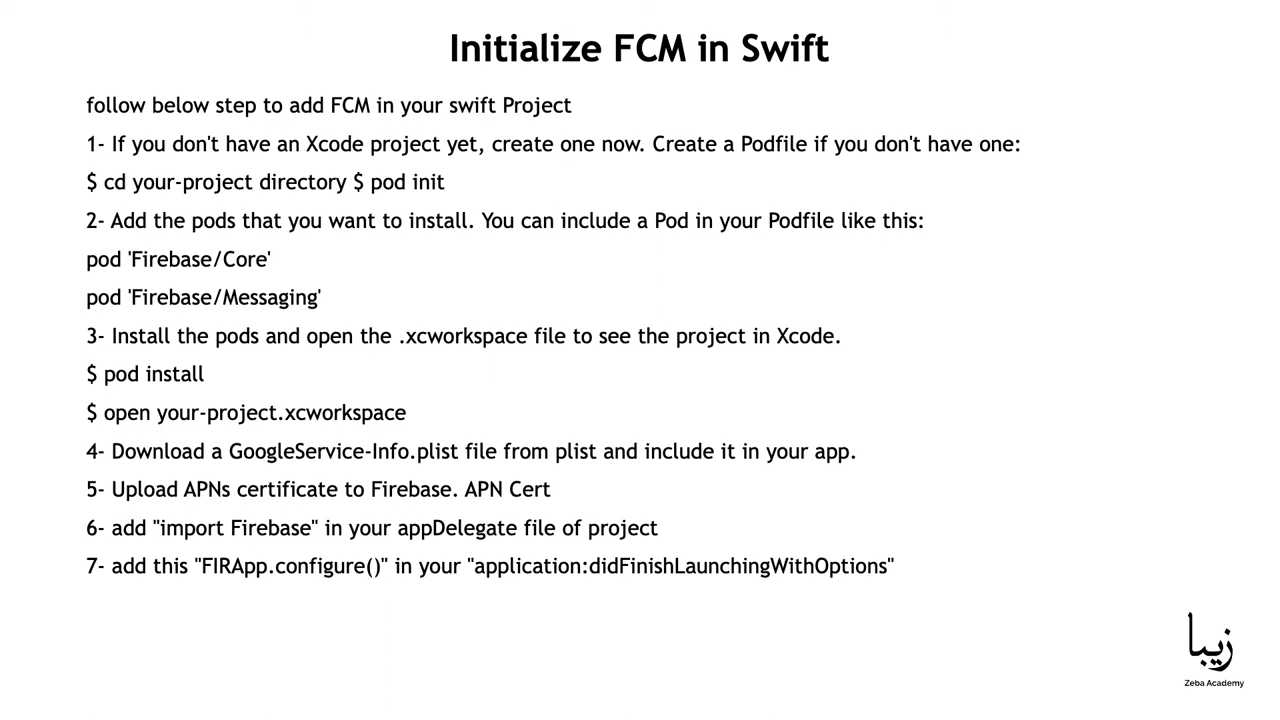 Initialize FCM in Swift
follow below step to add FCM in your swift Project
1- If you don't have an Xcode project yet, create one now. Create a Podfile if you don't have one:
$ cd your-project directory $ pod init
2- Add the pods that you want to install. You can include a Pod in your Podfile like this:
pod 'Firebase/Core'
pod 'Firebase/Messaging'
3- Install the pods and open the .xcworkspace file to see the project in Xcode.
$ pod install
$ open your-project.xcworkspace
4- Download a GoogleService-Info.plist file from plist and include it in your app.
5- Upload APNs certificate to Firebase. APN Cert
6- add "import Firebase" in your appDelegate file of project
7- add this "FIRApp.configure()" in your "application:didFinishLaunchingWithOptions"
زيبا
Zeba Academy